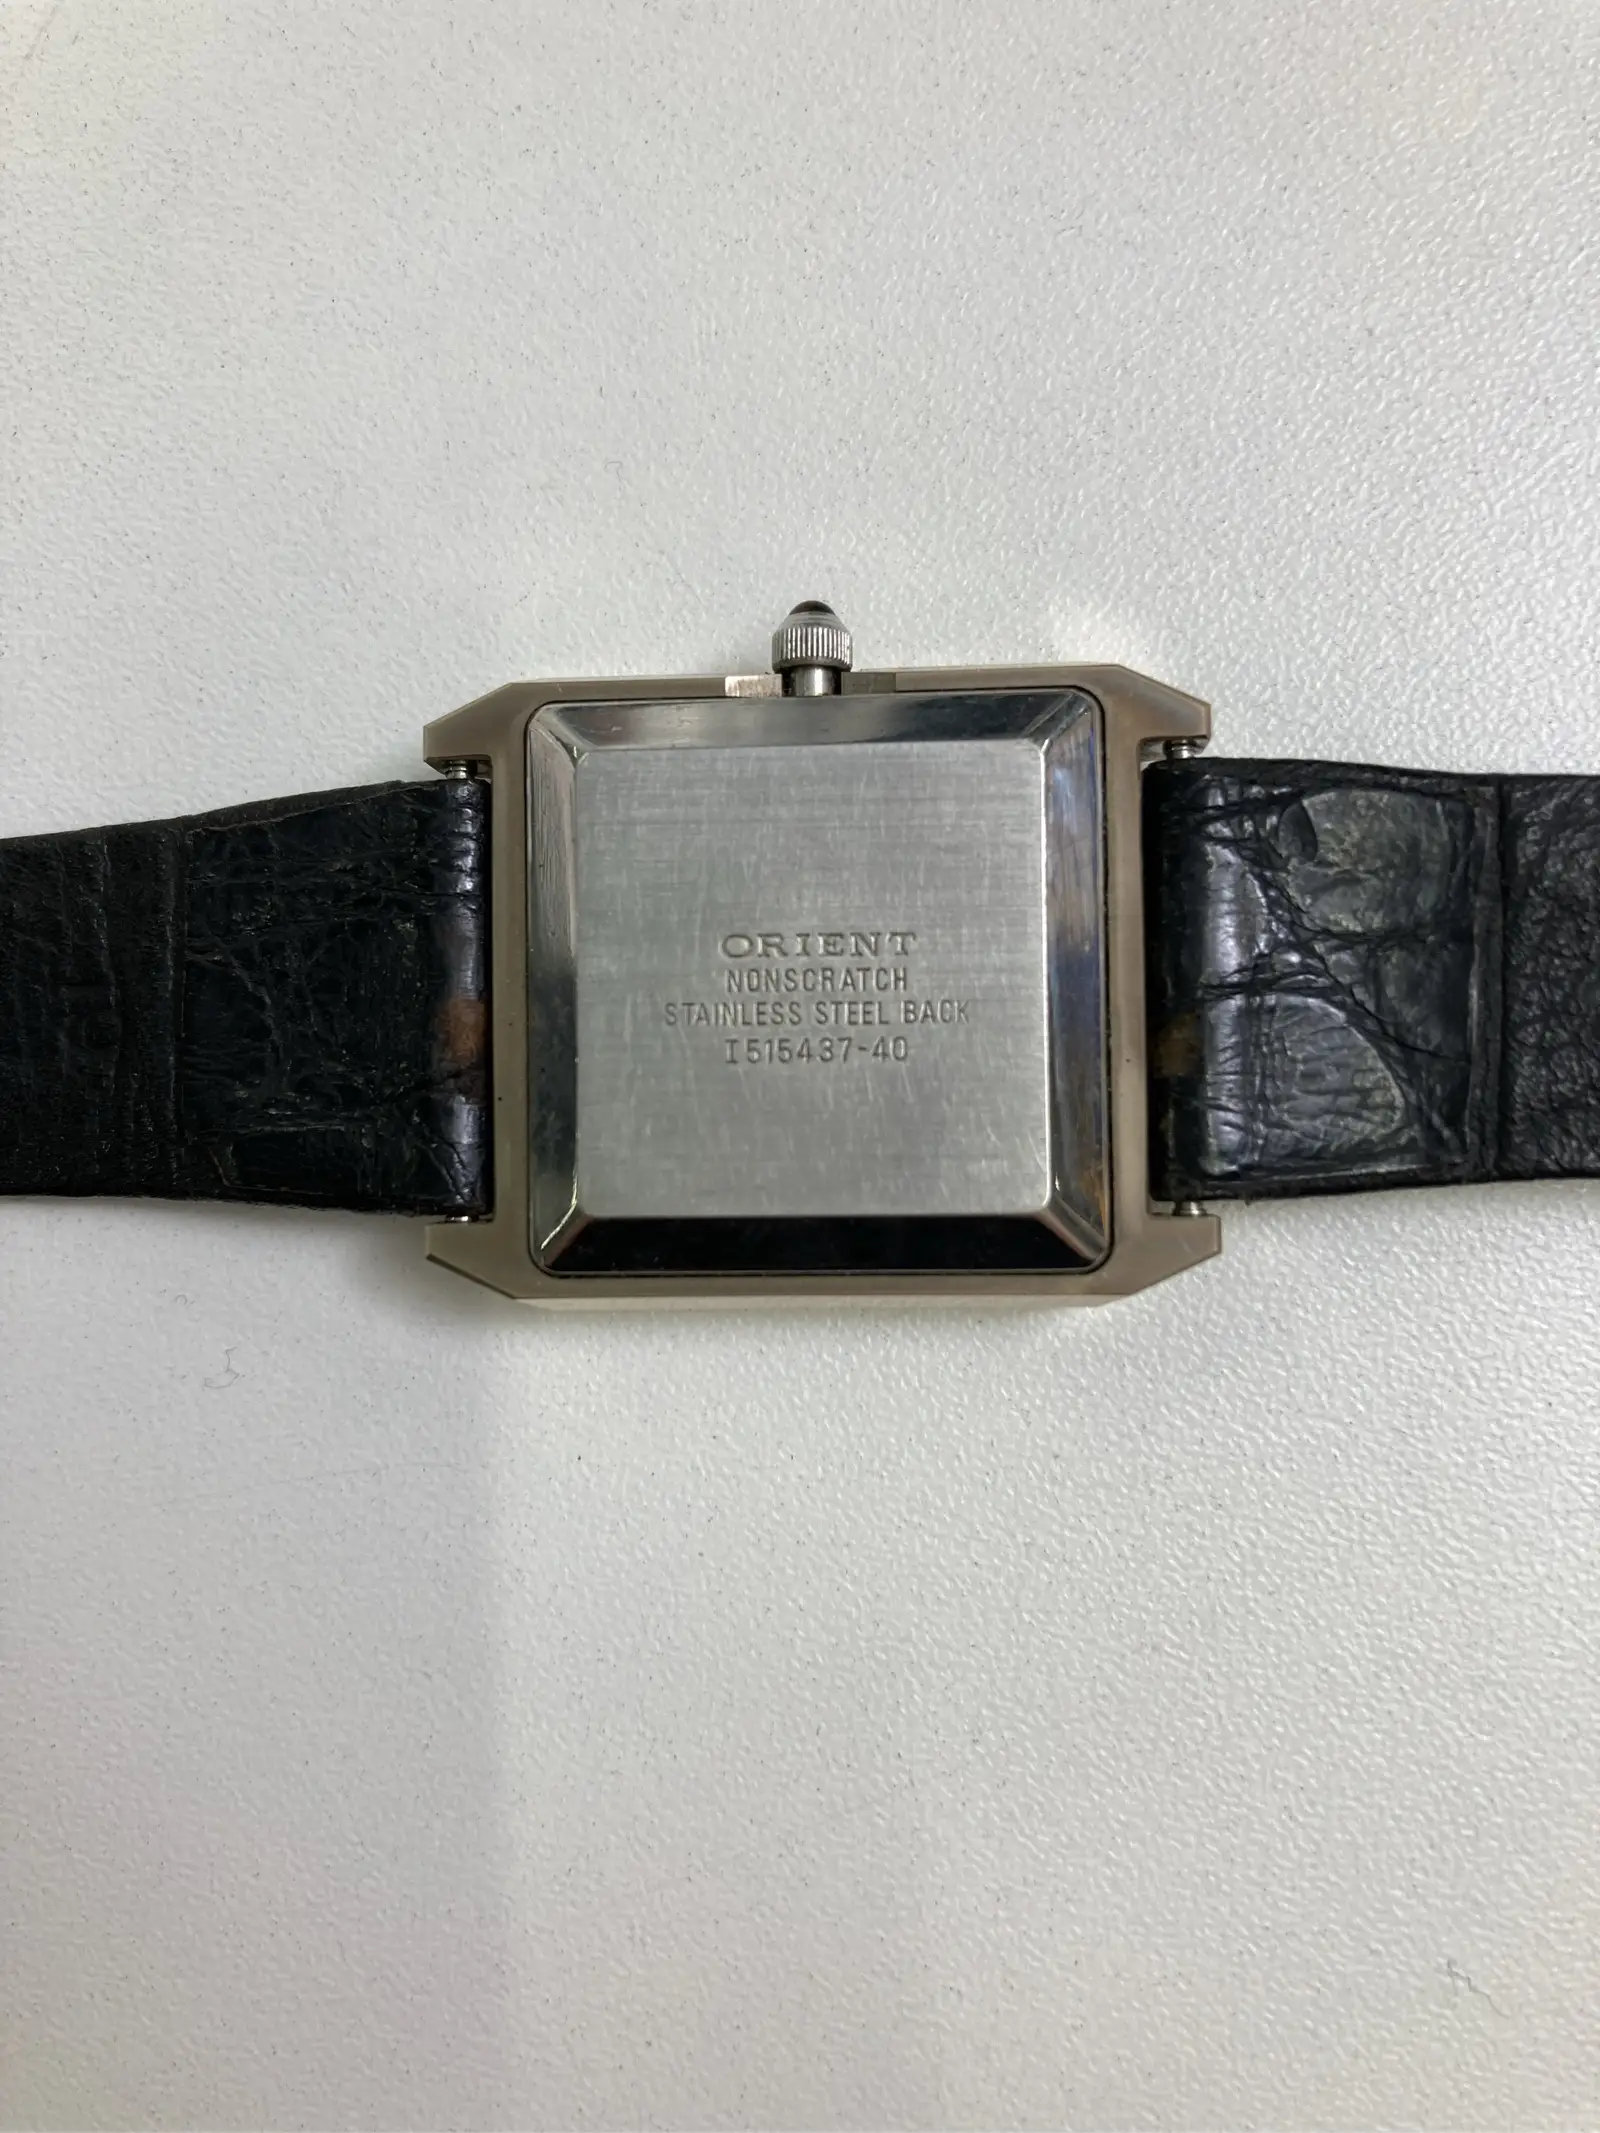 ORIENT
NONSCRATCH
STAINLESS STEEL BACK
I515437-40